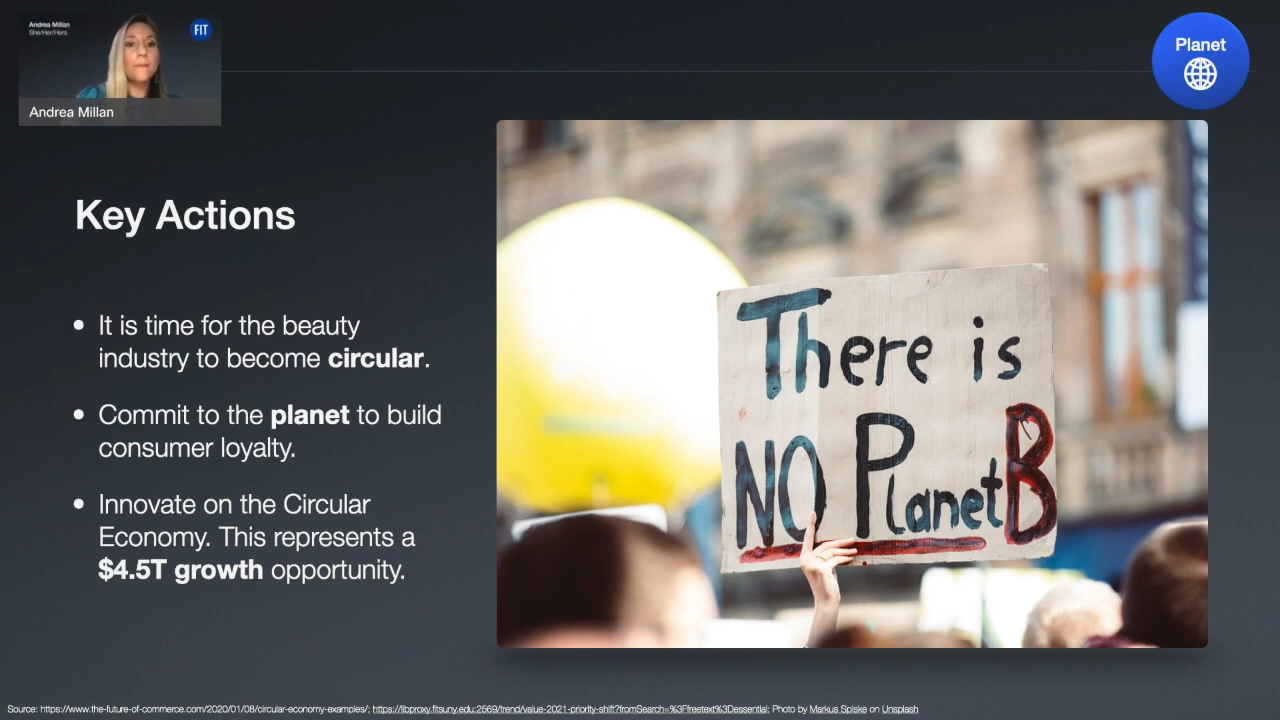 Andrea Millan
She/Her/Hers
FIT
Andrea Millan
Planet
Key Actions
• It is time for the beauty
industry to become circular.
• Commit to the planet to build
consumer loyalty.
• Innovate on the Circular
Economy. This represents a
$4.5T growth opportunity.
There is
NO Planet B
Source: https://www.the-future-of-commerce.com/2020/01/08/circular-economy-examples/; https://libproxy.fitsuny.edu:2569/trend/value-2021-priority-shift?fromSearch=%3Ffreetext%3Dessential; Photo by Markus Spiske on Unsplash